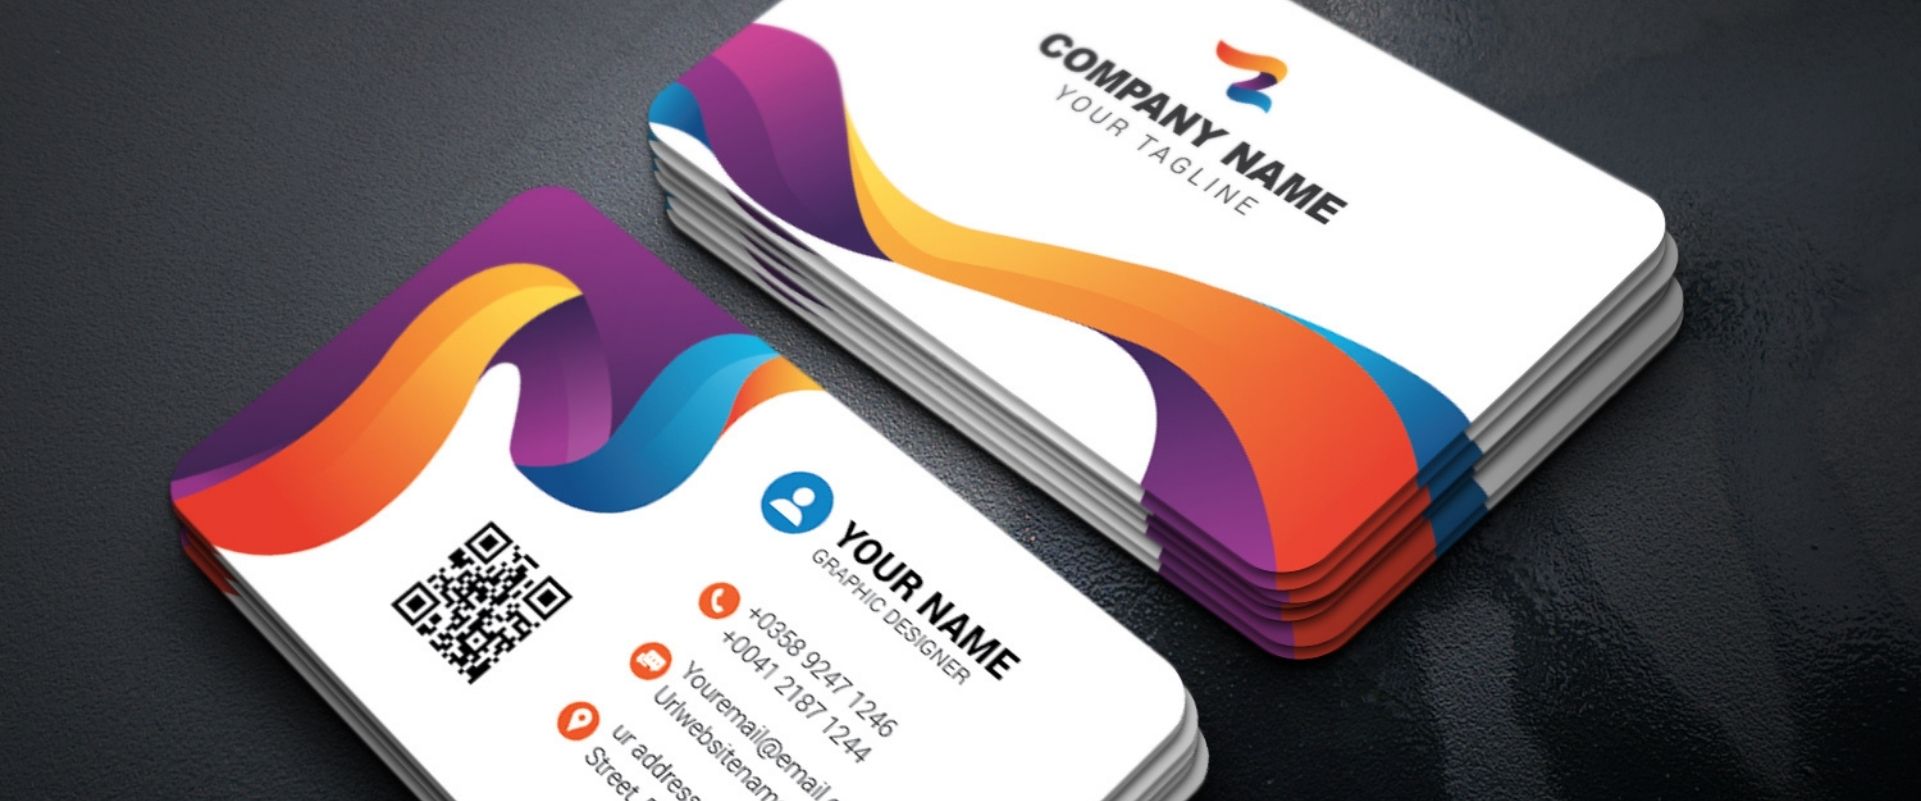 COMPANY NAME
YOUR TAGLINE
YOUR NAME
GRAPHIC DESIGNER
+0358 9247 1246
+0041 2187 1244
Youremail@email
Urlwebsitenam
ur address
Street